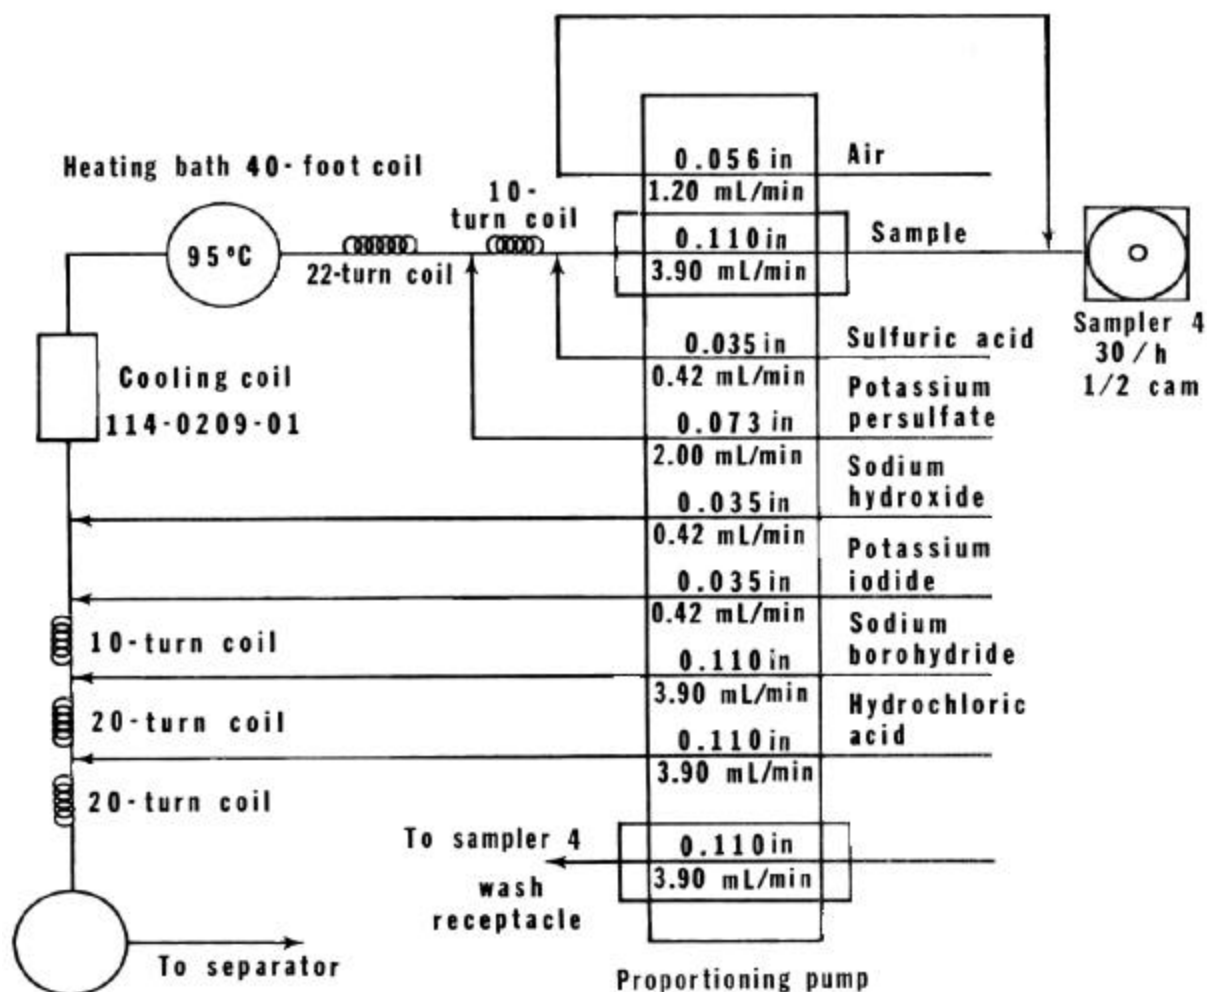 0.056 in
Air
1.20 mL/min
Heating bath 40-foot coil
10-
turn coil
0.110 in
Sample
3.90 mL/min
95°C
22-turn coil
Sampler 4
30/h
1/2 cam
0.035 in
Sulfuric acid
0.42 mL/min
Cooling coil
114-0209-01
Potassium
persulfate
0.073 in
2.00 mL/min
Sodium
hydroxide
0.035 in
0.42 mL/min
Potassium
iodide
0.035 in
0.42 mL/min
10-turn coil
Sodium
borohydride
0.110 in
3.90 mL/min
20-turn coil
Hydrochloric
acid
0.110 in
3.90 mL/min
20-turn coil
To sampler 4
wash
receptacle
0.110 in
3.90 mL/min
To separator
Proportioning pump